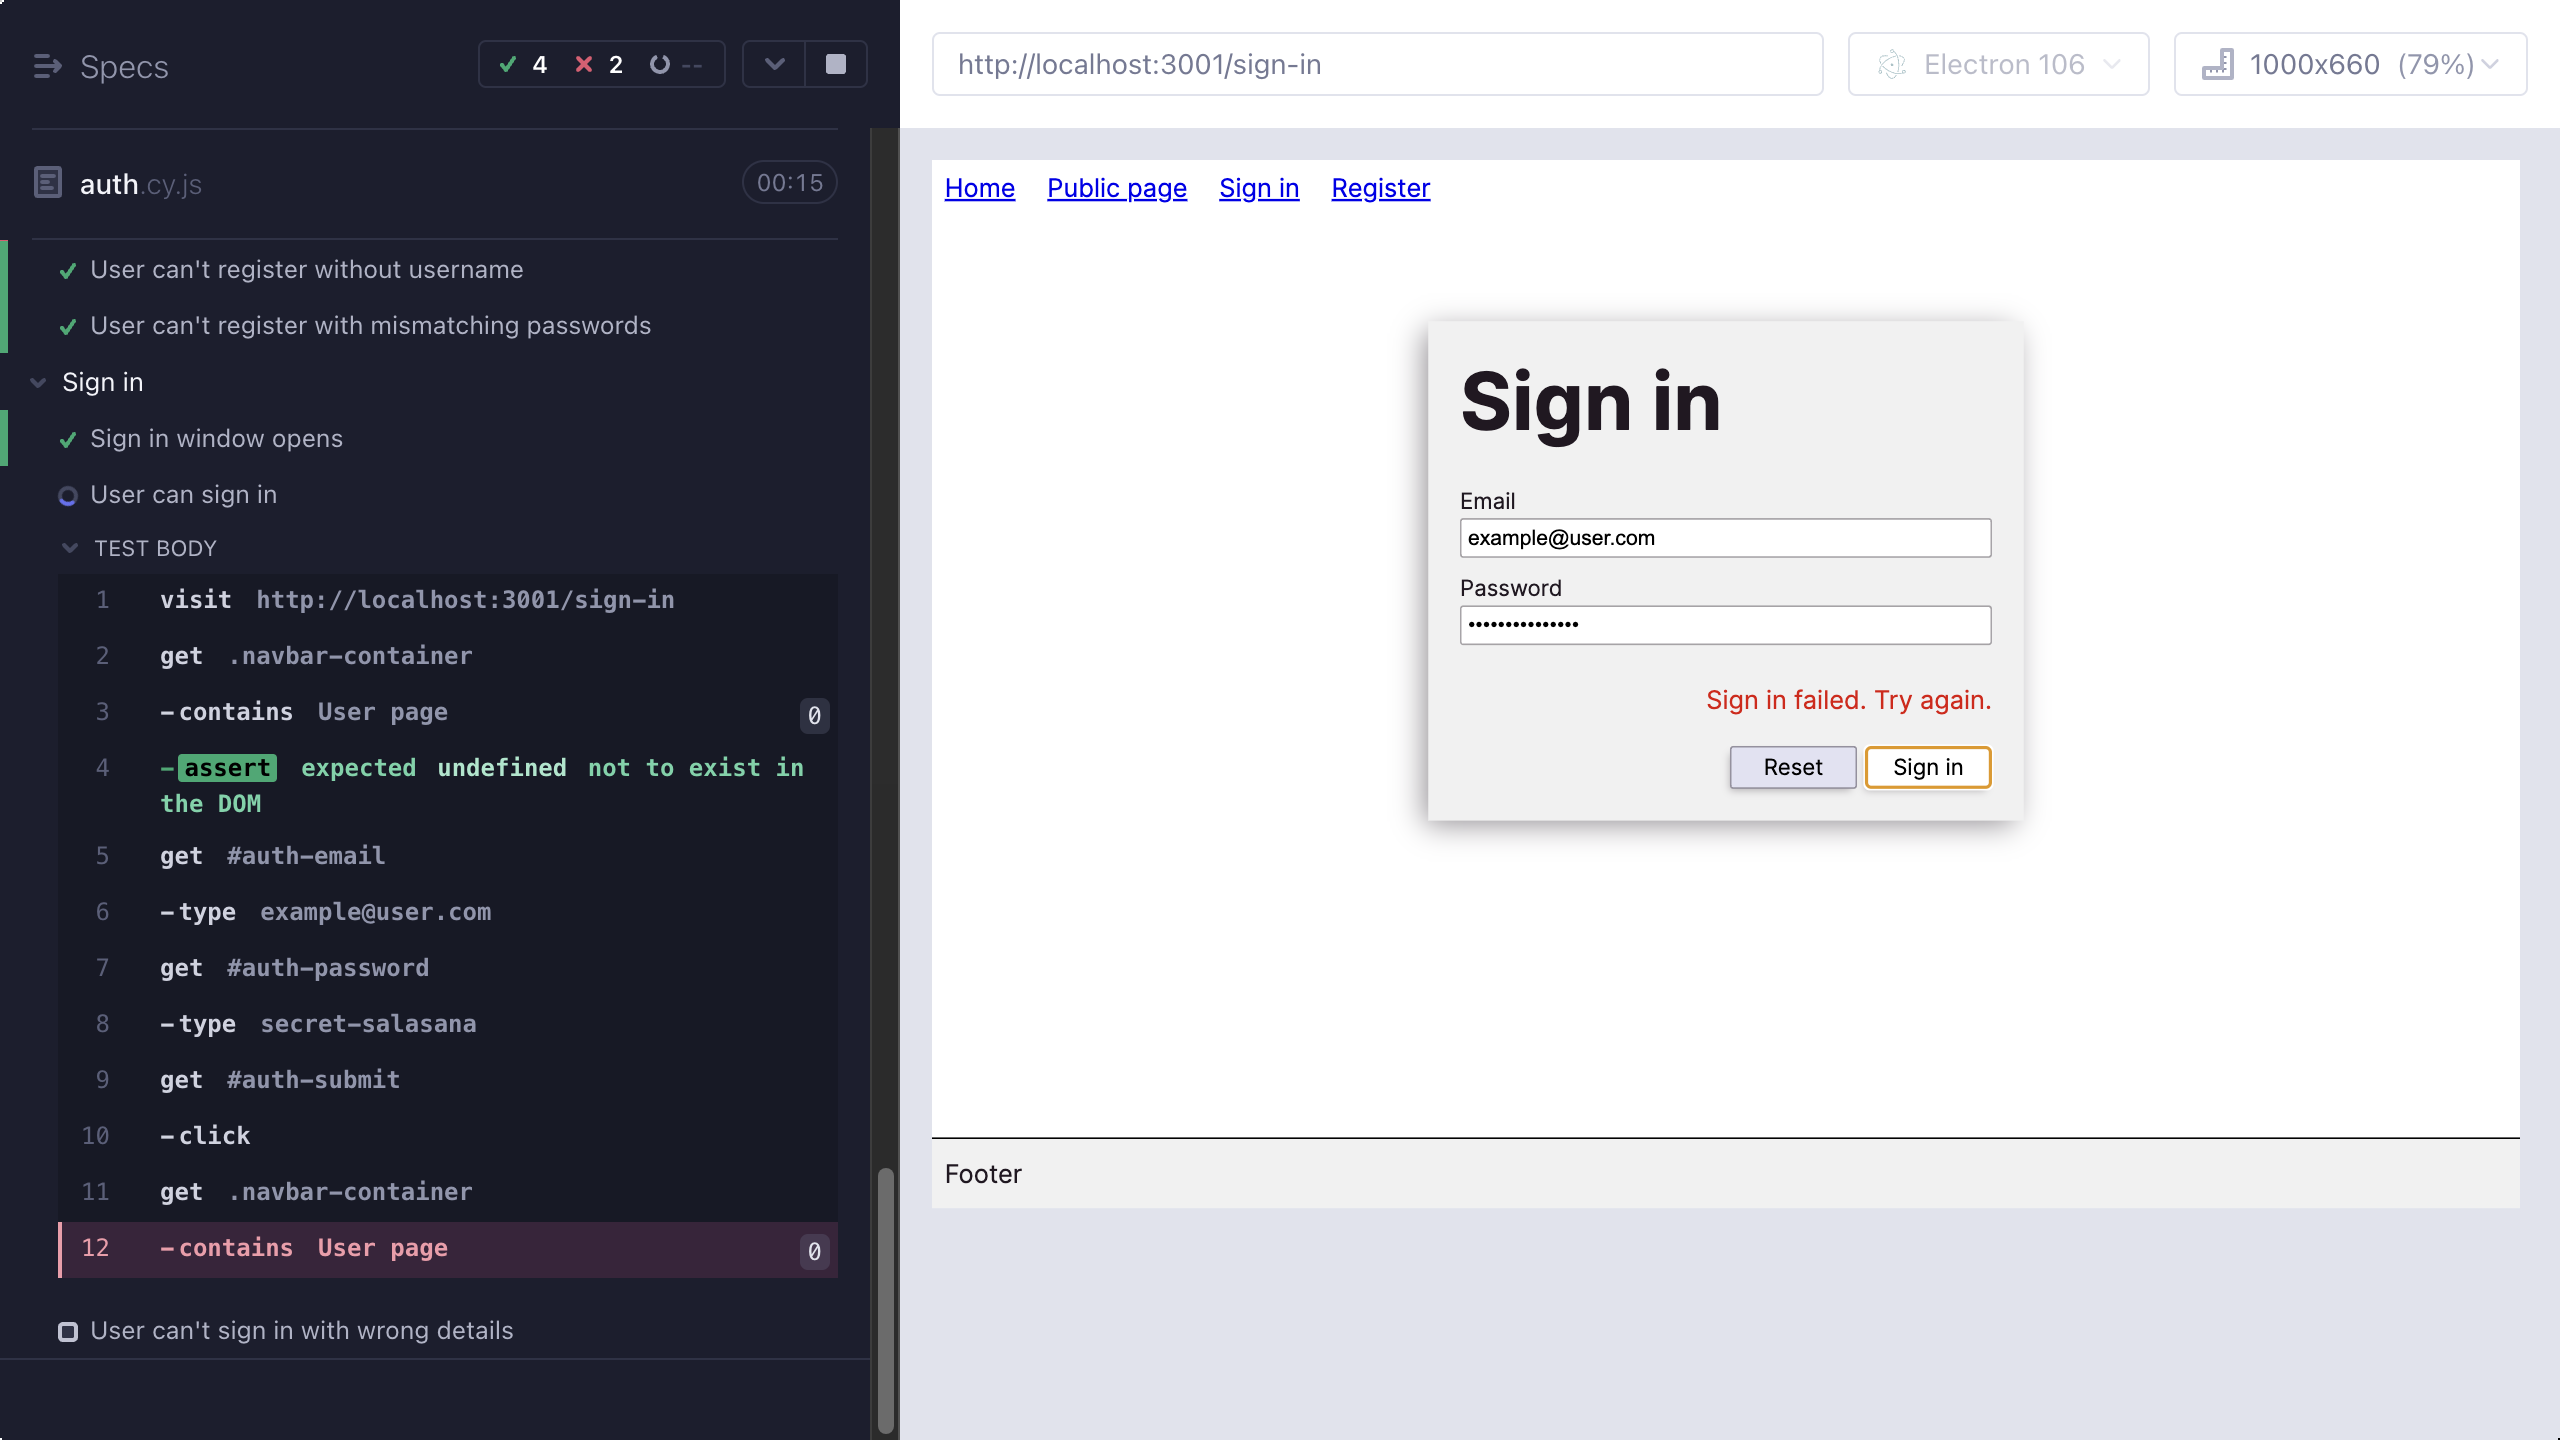 Specs
4 2 --
auth.cy.js 00:15
User can't register without username
User can't register with mismatching passwords
Sign in
Sign in window opens
User can sign in
TEST BODY
1 visit http://localhost:3001/sign-in
2 get .navbar-container
3 -contains User page 0
4 -assert expected undefined not to exist in
the DOM
5 get #auth-email
6 -type example@user.com
7 get #auth-password
8 -type secret-salasana
9 get #auth-submit
10 -click
11 get .navbar-container
12 -contains User page 0
User can't sign in with wrong details
http://localhost:3001/sign-in Electron 106 1000x660 (79%)
Home Public page Sign in Register
Sign in
Email
example@user.com
Password
•••••••••••••••
Sign in failed. Try again.
Reset Sign in
Footer